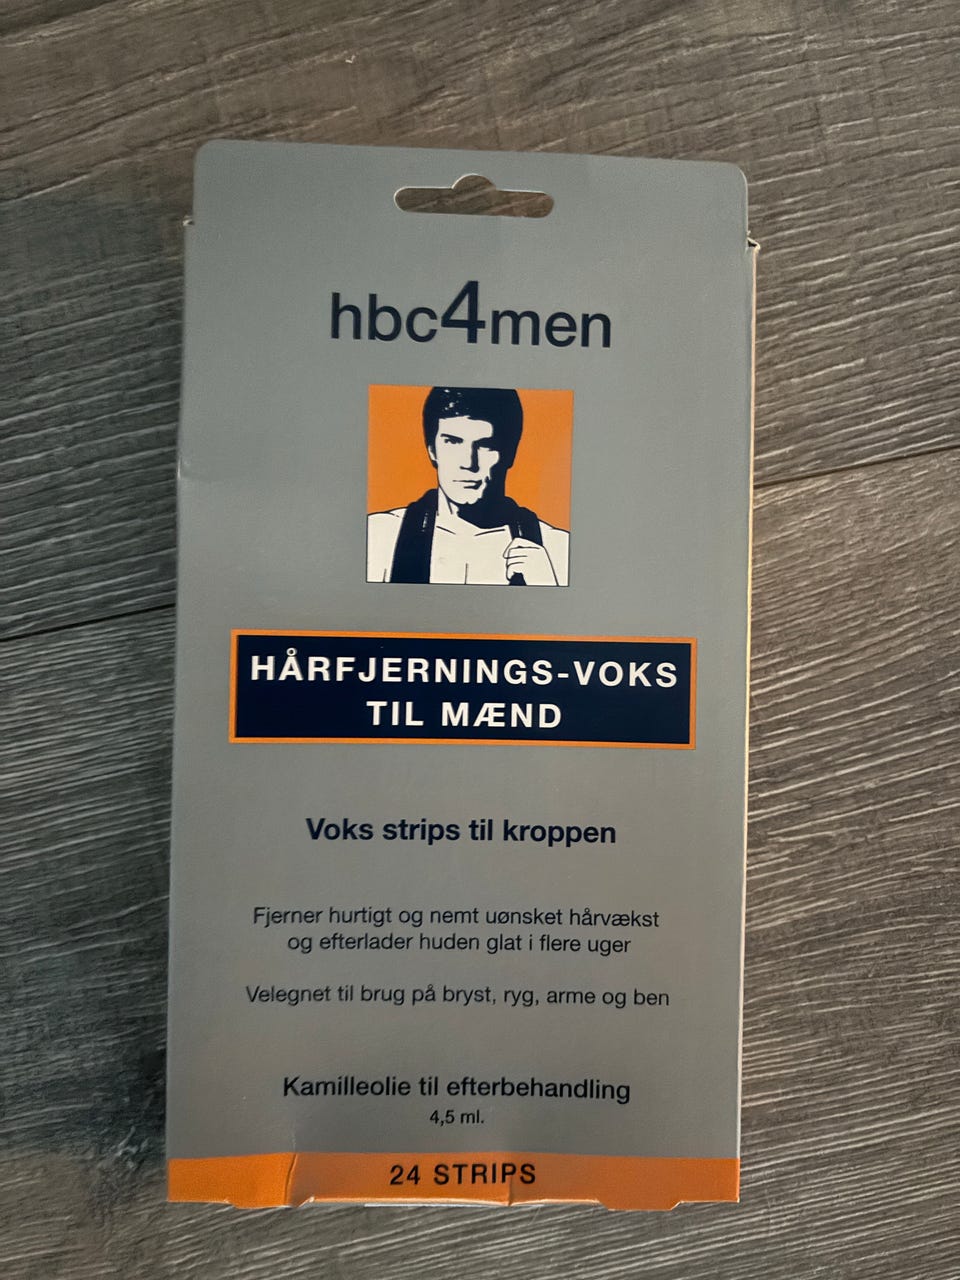 hbc4men
HÅRFJERNINGS-VOKS
TIL MÆND
Voks strips til kroppen
Fjerner hurtigt og nemt uønsket hårvækst
og efterlader huden glat i flere uger
Velegnet til brug på bryst, ryg, arme og ben
Kamilleolie til efterbehandling
4,5 ml.
24 STRIPS